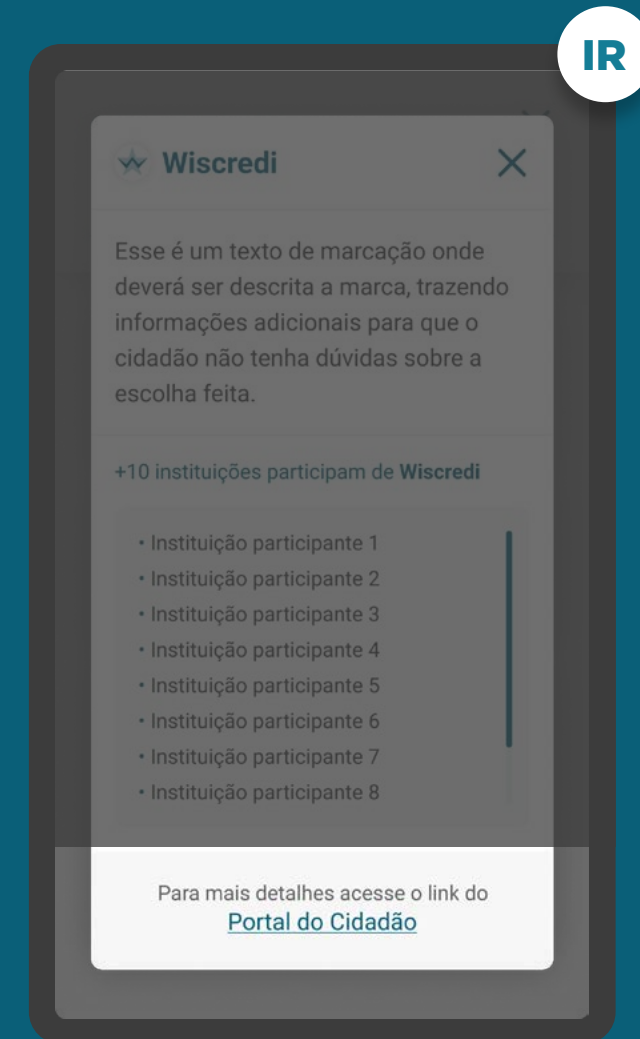 IR
Wiscredi
Esse é um texto de marcação onde
deverá ser descrita a marca, trazendo
informações adicionais para que o
cidadão não tenha dúvidas sobre a
escolha feita.
+10 instituições participam de Wiscredi
• Instituição participante 1
• Instituição participante 2
• Instituição participante 3
• Instituição participante 4
• Instituição participante 5
• Instituição participante 6
• Instituição participante 7
• Instituição participante 8
Para mais detalhes acesse o link do
Portal do Cidadão